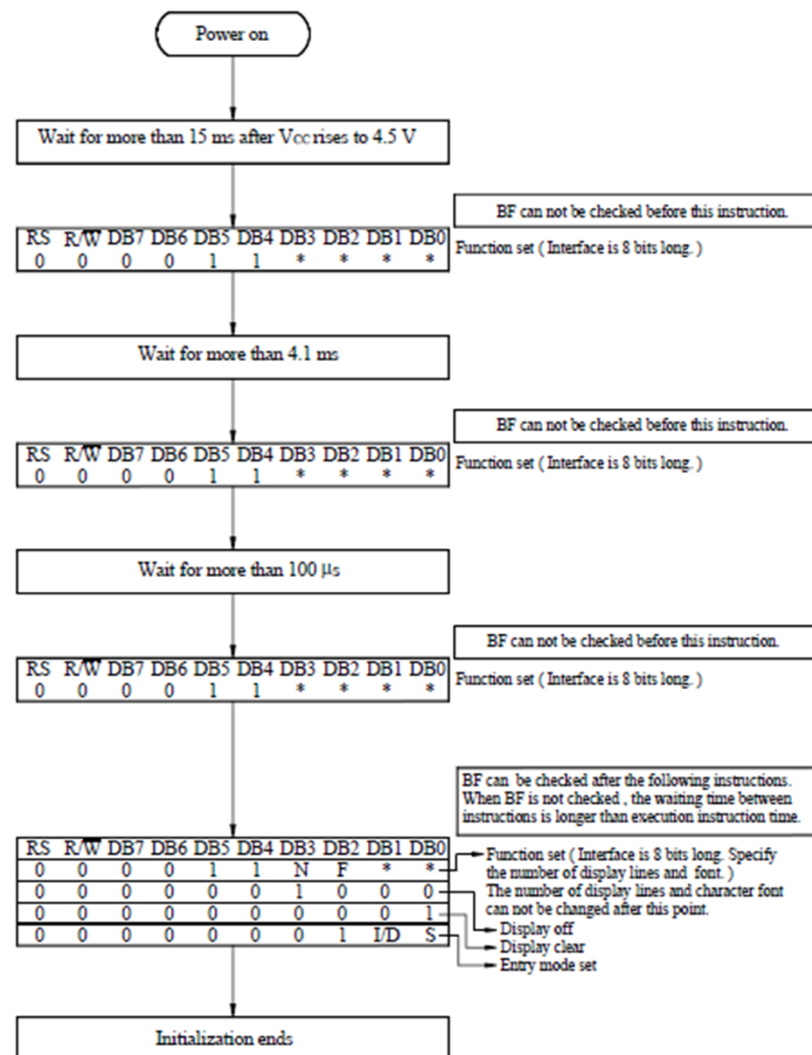 Power on
Wait for more than 15 ms after VCC rises to 4.5 V
BF can not be checked before this instruction.
RS R/W̅ DB7 DB6 DB5 DB4 DB3 DB2 DB1 DB0
0 0 0 0 1 1 * * * *
Function set ( Interface is 8 bits long. )
Wait for more than 4.1 ms
BF can not be checked before this instruction.
RS R/W̅ DB7 DB6 DB5 DB4 DB3 DB2 DB1 DB0
0 0 0 0 1 1 * * * *
Function set ( Interface is 8 bits long. )
Wait for more than 100 μs
BF can not be checked before this instruction.
RS R/W̅ DB7 DB6 DB5 DB4 DB3 DB2 DB1 DB0
0 0 0 0 1 1 * * * *
Function set ( Interface is 8 bits long. )
BF can be checked after the following instructions.
When BF is not checked , the waiting time between
instructions is longer than execution instruction time.
RS R/W̅ DB7 DB6 DB5 DB4 DB3 DB2 DB1 DB0
0 0 0 0 1 1 N F * *
0 0 0 0 0 0 1 0 0 0
0 0 0 0 0 0 0 0 0 1
0 0 0 0 0 0 0 1 I/D S
Function set ( Interface is 8 bits long. Specify
the number of display lines and font. )
The number of display lines and character font
can not be changed after this point.
Display off
Display clear
Entry mode set
Initialization ends